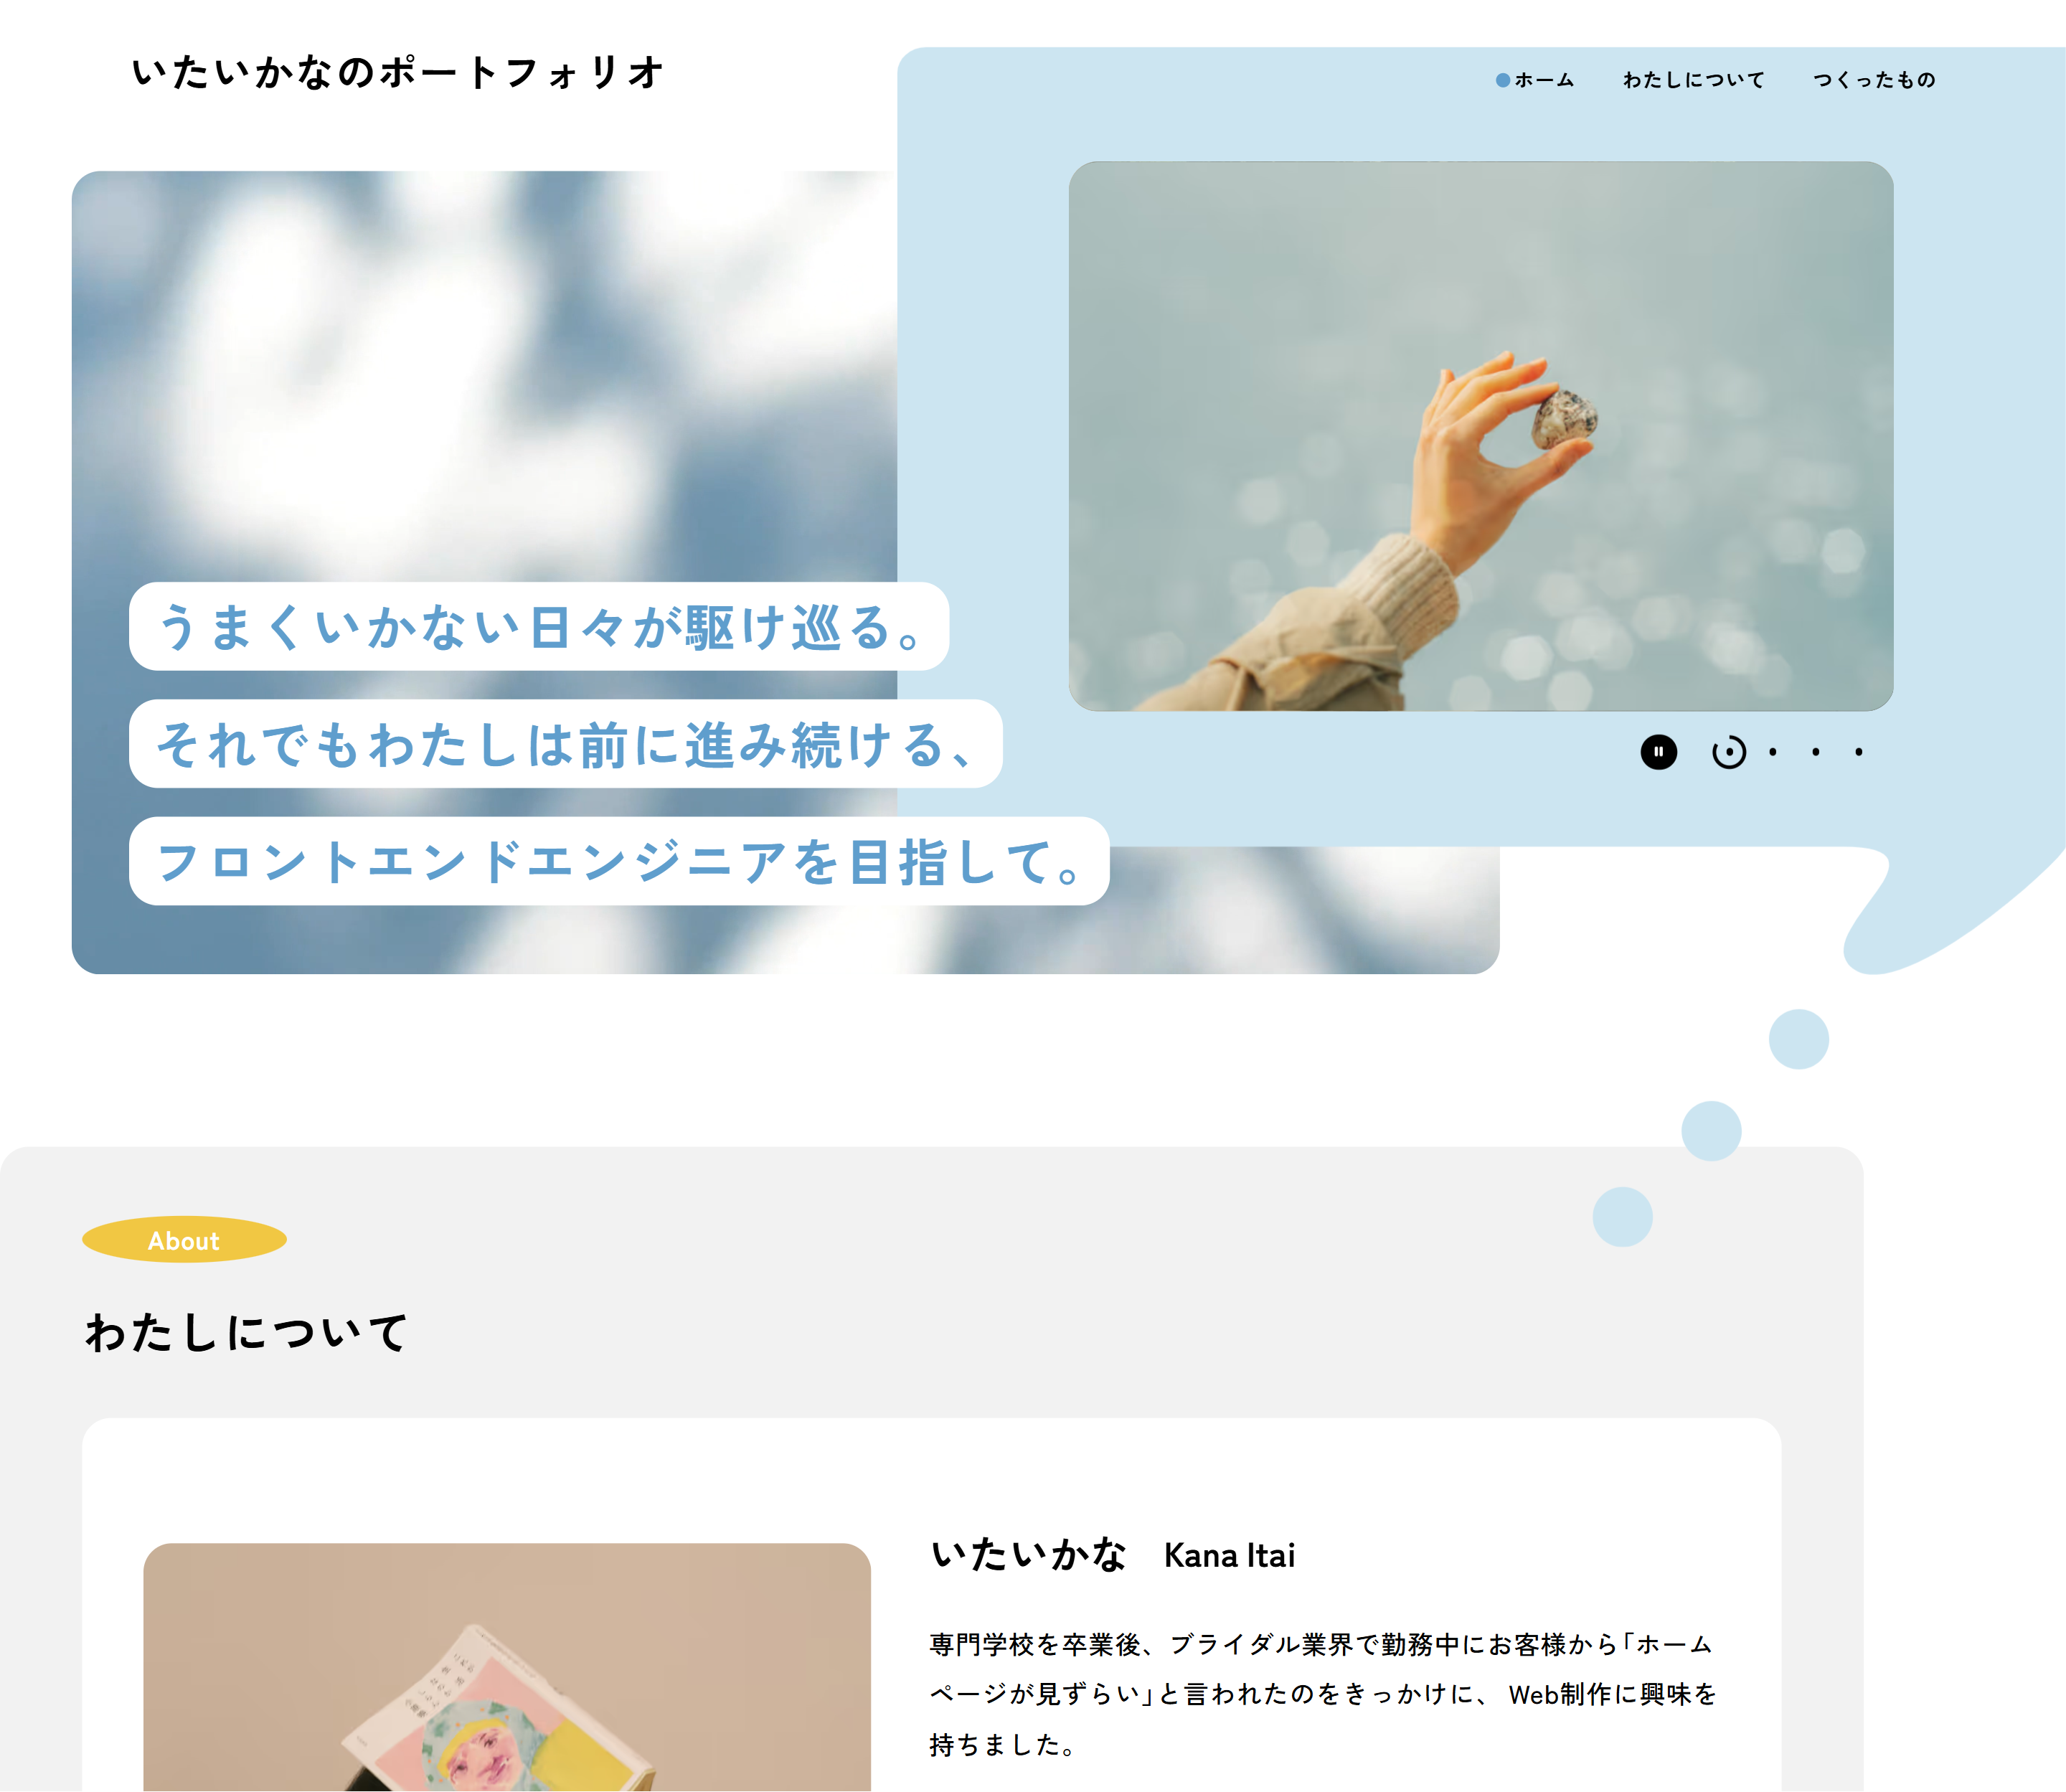 いたいかなのポートフォリオ
ホーム
わたしについて
つくったもの
うまくいかない日々が駆け巡る。
それでもわたしは前に進み続ける、
フロントエンドエンジニアを目指して。
About
わたしについて
いたいかな　Kana Itai
専門学校を卒業後、ブライダル業界で勤務中にお客様から「ホーム
ページが見ずらい」と言われたのをきっかけに、 Web制作に興味を
持ちました。